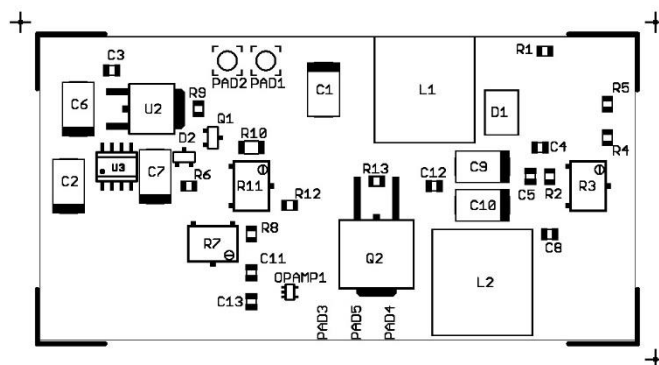 R1
C3
PAD2
PAD1
C1
L1
D1
R5
C6
U2
R9
Q1
R10
D2
C4
R4
U3
C7
R6
C2
R11
R12
R13
C12
C9
C5
R2
R3
C10
R7
R8
C8
Q2
L2
C11
OPAMP1
C13
PAD3
PAD5
PAD4